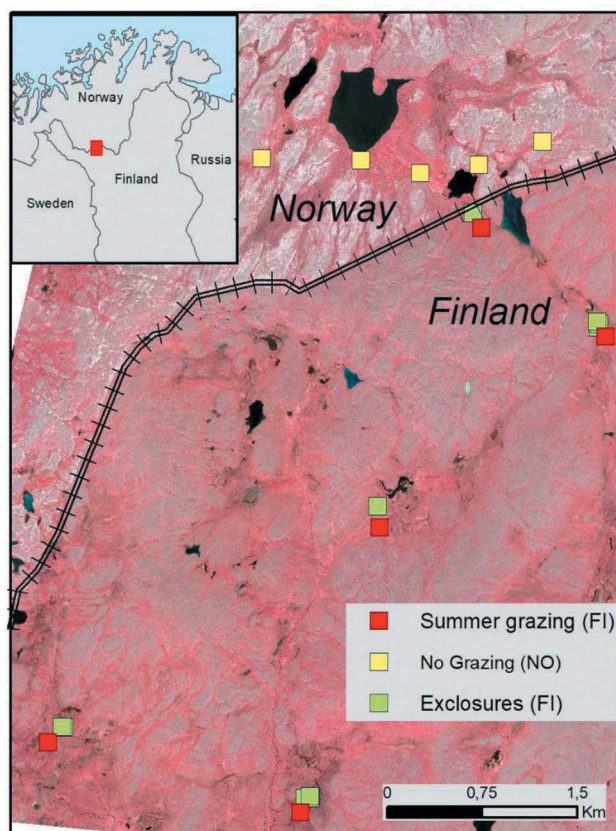 Norway
Russia
Finland
Sweden
Norway
Finland
Summer grazing (FI)
No Grazing (NO)
Exclosures (FI)
0 0,75 1,5
Km